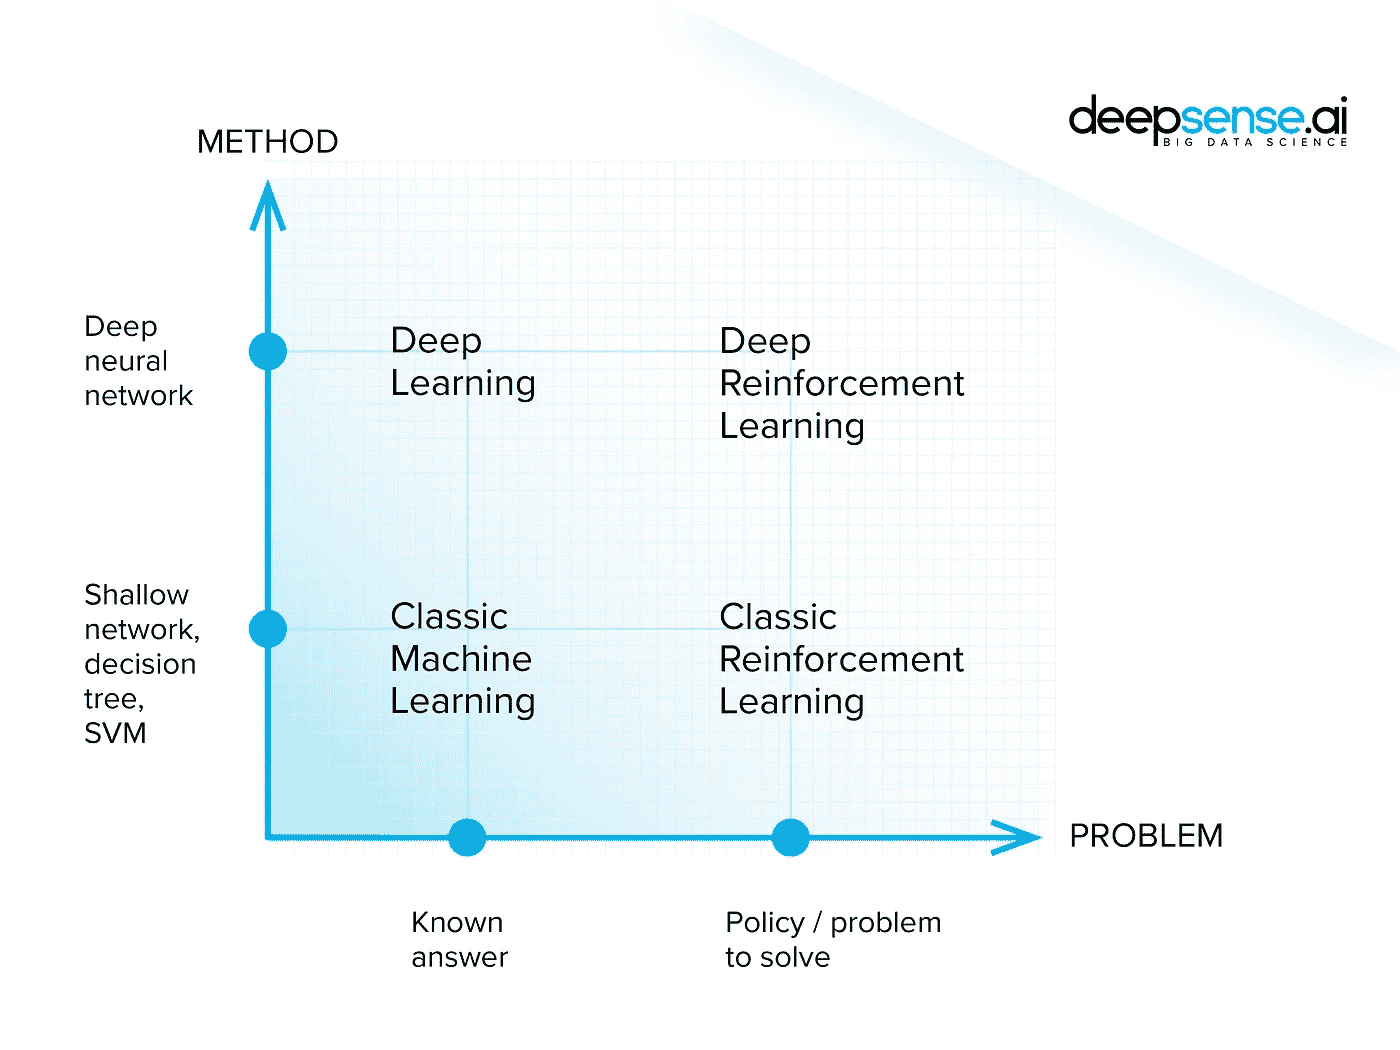 deepsense.ai
BIG DATA SCIENCE
METHOD
Deep
neural
network
Deep
Learning
Deep
Reinforcement
Learning
Shallow
network,
decision
tree,
SVM
Classic
Machine
Learning
Classic
Reinforcement
Learning
PROBLEM
Known
answer
Policy / problem
to solve